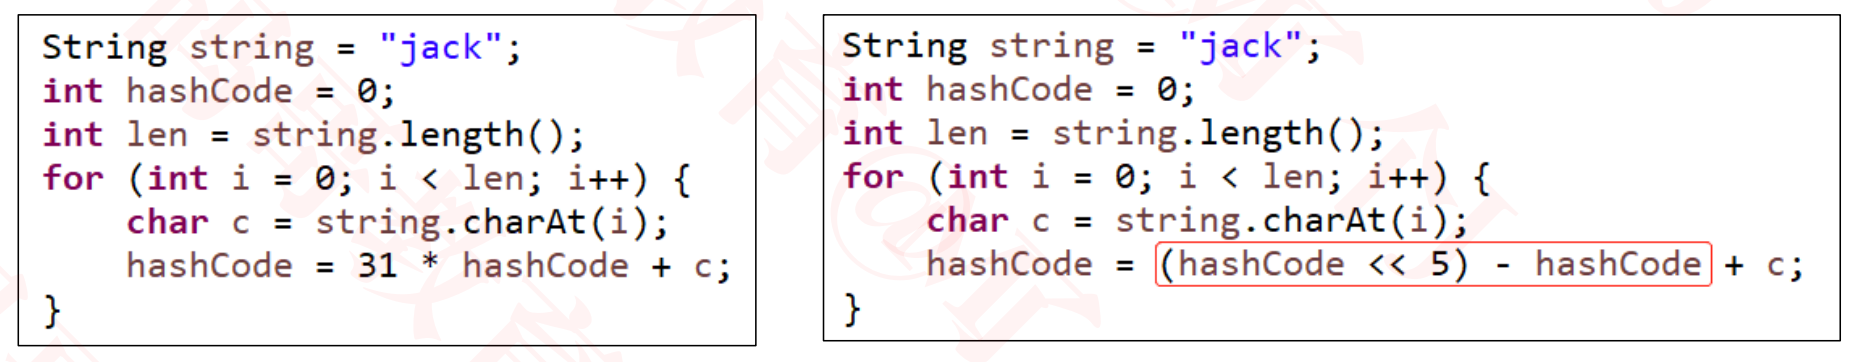 String string = "jack";
int hashCode = 0;
int len = string.length();
for (int i = 0; i < len; i++) {
    char c = string.charAt(i);
    hashCode = 31 * hashCode + c;
}
String string = "jack";
int hashCode = 0;
int len = string.length();
for (int i = 0; i < len; i++) {
    char c = string.charAt(i);
    hashCode = (hashCode << 5) - hashCode + c;
}